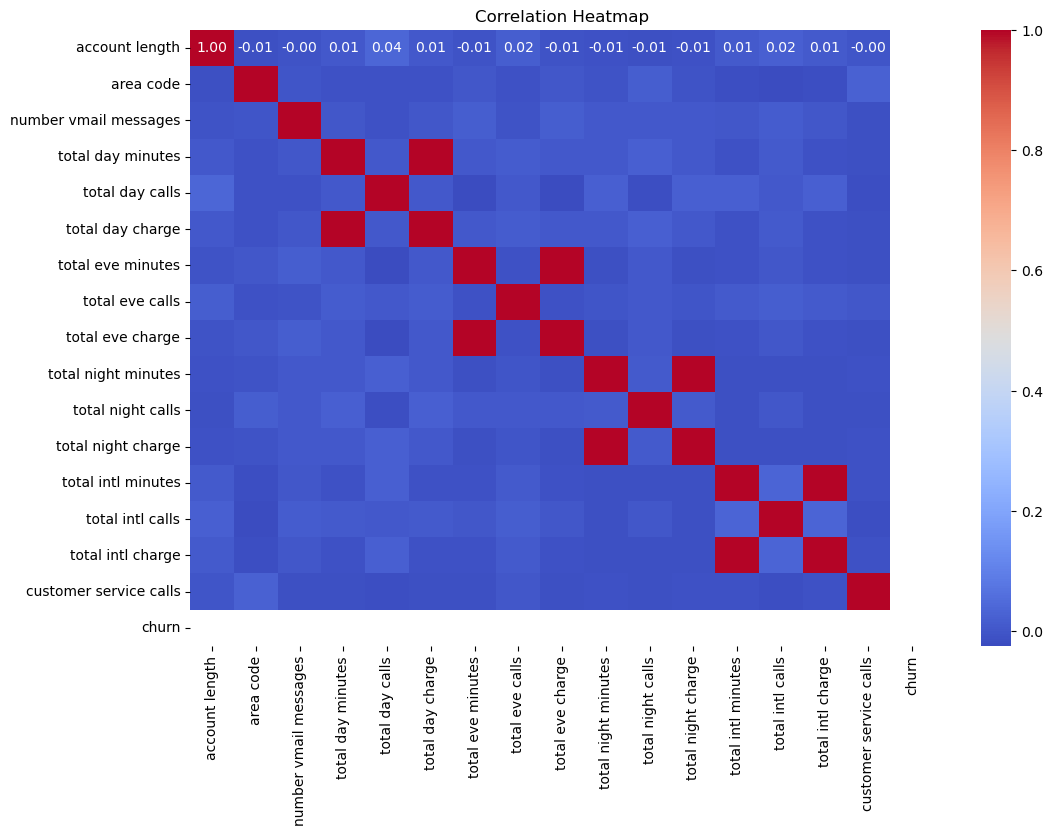 Correlation Heatmap
account length
1.00 -0.01 -0.00 0.01 0.04 0.01 -0.01 0.02 -0.01 -0.01 -0.01 -0.01 0.01 0.02 0.01 -0.00
area code
number vmail messages
total day minutes
total day calls
total day charge
total eve minutes
total eve calls
total eve charge
total night minutes
total night calls
total night charge
total intl minutes
total intl calls
total intl charge
customer service calls
churn
account length
area code
number vmail messages
total day minutes
total day calls
total day charge
total eve minutes
total eve calls
total eve charge
total night minutes
total night calls
total night charge
total intl minutes
total intl calls
total intl charge
customer service calls
churn
1.0
0.8
0.6
0.4
0.2
0.0